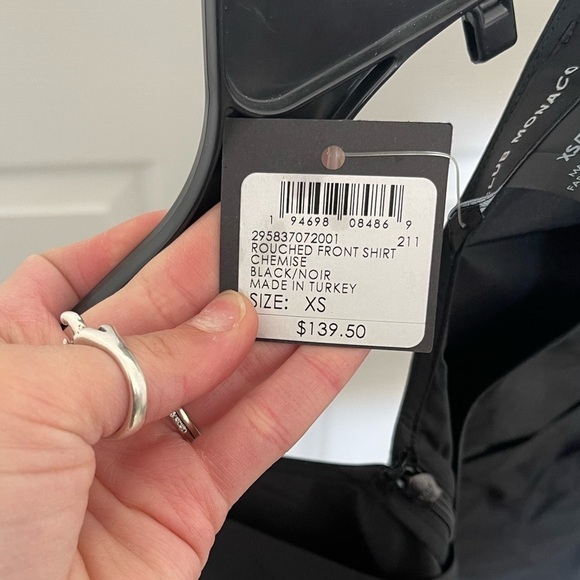 1 94698 08486 9
295837072001 211
ROUCHED FRONT SHIRT
CHEMISE
BLACK/NOIR
MADE IN TURKEY
SIZE: XS
$139.50
CLUB MONACO
XS/